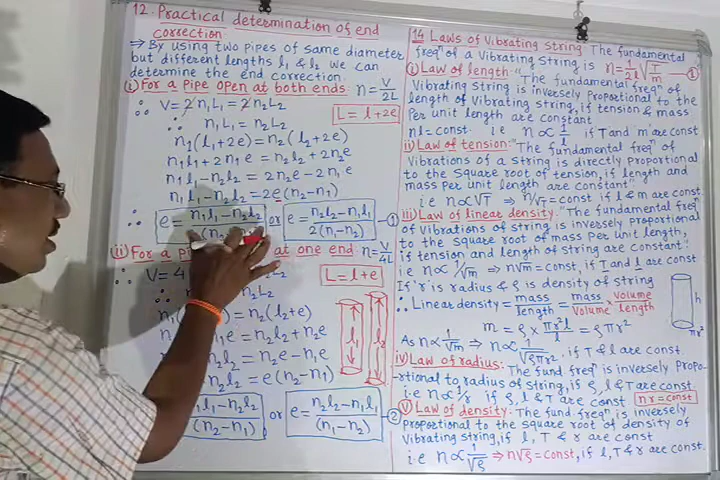 12. Practical determination of end
correction
⇒ By using two pipes of same diameter
but different lengths l₁ & l₂ we can
determine the end correction.
(i) For a pipe open at both ends n = V/2L
∴ V = 2n₁L₁ = 2n₂L₂
L = l+2e
∴ n₁L₁ = n₂L₂
n₁(l₁+2e) = n₂(l₂+2e)
n₁l₁+2n₁e = n₂l₂+2n₂e
n₁l₁-n₂l₂ = 2n₂e-2n₁e
n₁l₁-n₂l₂ = 2e(n₂-n₁)
∴ e = n₁l₁-n₂l₂ or e = n₂l₂-n₁l₁/2(n₁-n₂) ①
(ii) For a at one end n = V/4L
∴ V = 4 L₂
L = l+e
∴ n₂L₂
= n₂(l₂+e)
e = n₂l₂+n₂e
l₂ = n₂e-n₁e
l₂ = e(n₂-n₁)
l₁ l₂
n₁l₁-n₂l₂/(n₂-n₁) or e = n₂l₂-n₁l₁/(n₁-n₂) ②
14 Laws of Vibrating String The fundamental
freqⁿ of a Vibrating string is n = 1/2l √T/m ①
(i) Law of length:- "The fundamental freqⁿ of
Vibrating String is inversely Proportional to the
length of vibrating string, if tension & mass
Per unit length are constant
nl = const. i.e n ∝ 1/l if T and m are const
ii) Law of tension:- "The fundamental freqⁿ of
Vibrations of a string is directly proportional
to the square root of tension, if length and
mass per unit length are constant"
i.e n ∝ √T ⇒ n/√T = const if l & m are const.
iii) Law of linear density:- "The fundamental freqⁿ
of vibrations of string is inversely proportional
to the square root of mass per unit length,
if tension and length of string are constant"
i.e n ∝ 1/√m ⇒ n√m = const if T and l are const
If 'r' is radius & ρ is density of string
∴ Linear density = mass/length = mass/volume × volume/length
m = ρ × πr²l/l = ρπr²
h
πr²
As n ∝ 1/√m ⇒ n ∝ 1/√ρπr². if T & l are const.
iv) Law of radius:- The fund freqⁿ is inversely Propo-
-rtional to radius of string, if ρ, l & T are const
i.e n ∝ 1/r if ρ, l & T are const nr = const
(v) Law of density:- The fund. freqⁿ is inversely
proportional to the square root of density of
Vibrating string, if l, T & r are const
i.e n ∝ 1/√ρ ⇒ n√ρ = const, if l, T & r are const.